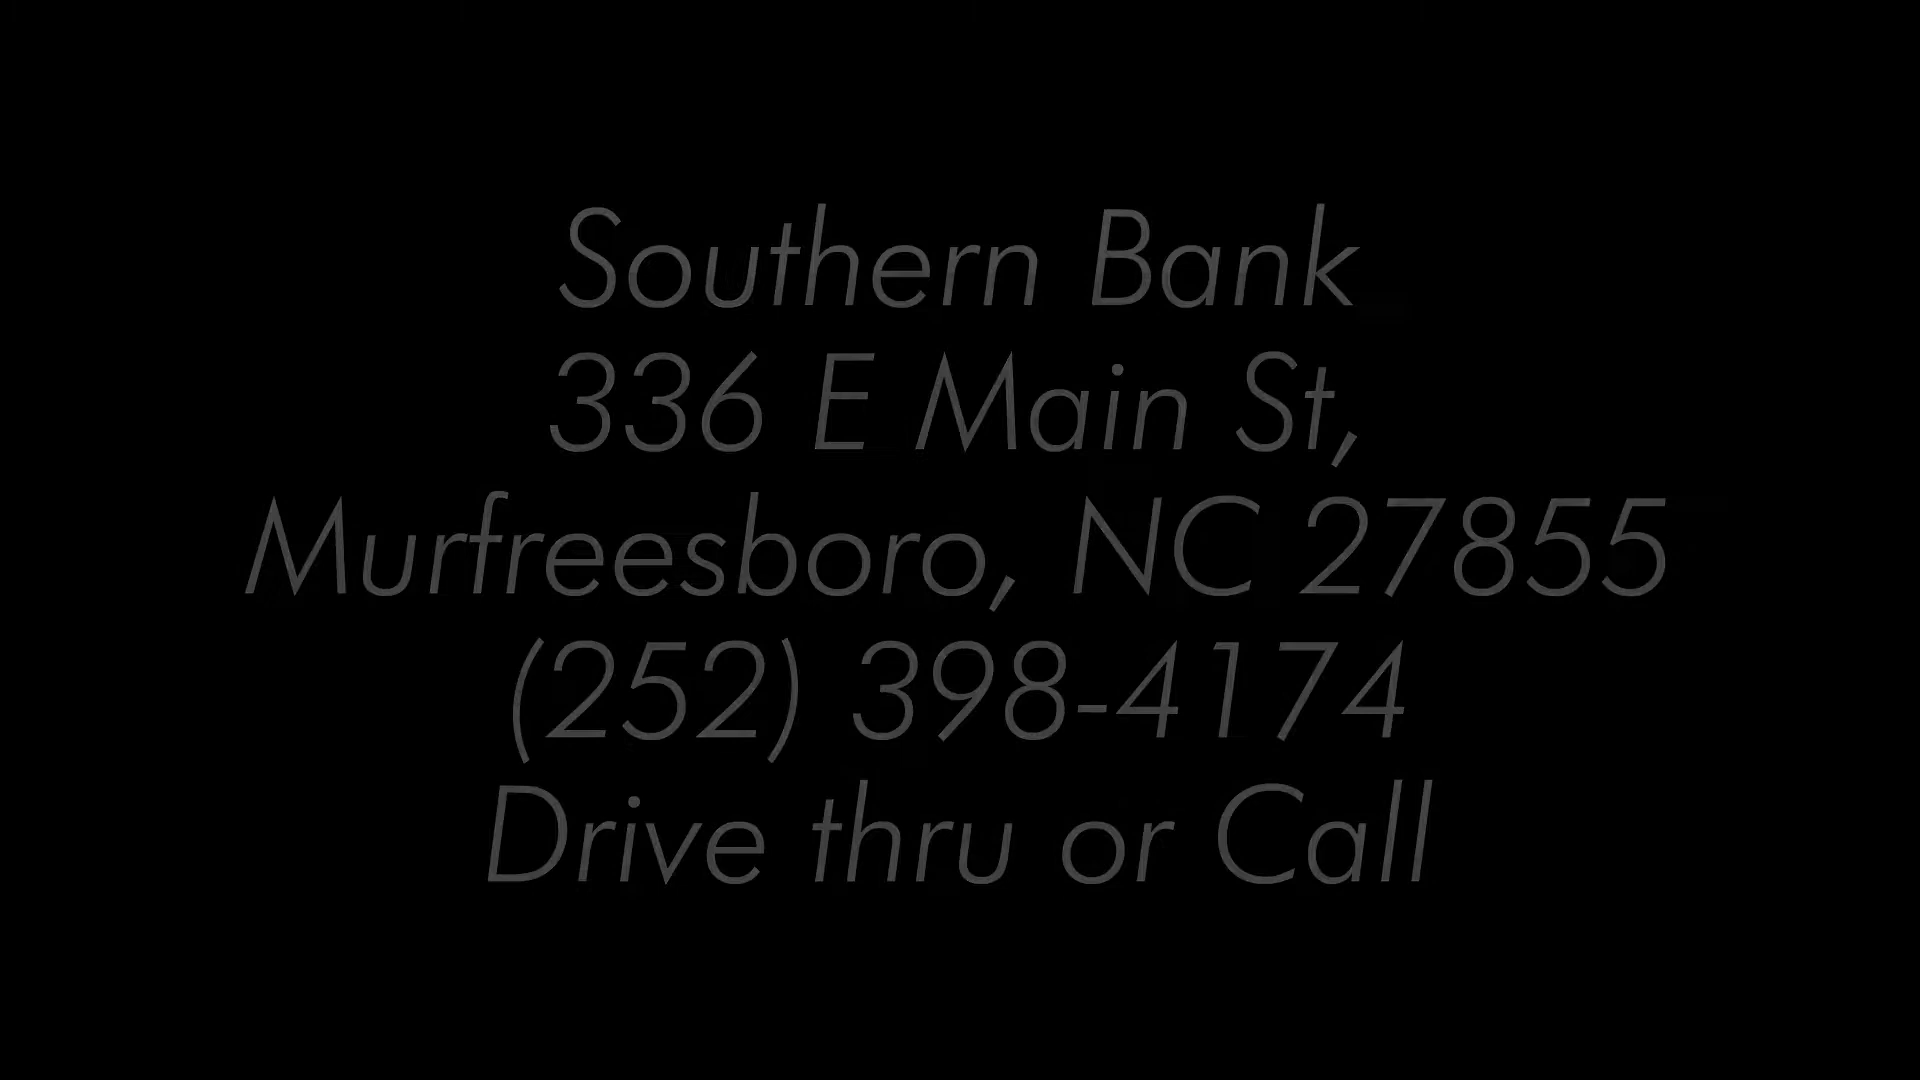 Southern Bank
336 E Main St,
Murfreesboro, NC 27855
(252) 398-4174
Drive thru or Call